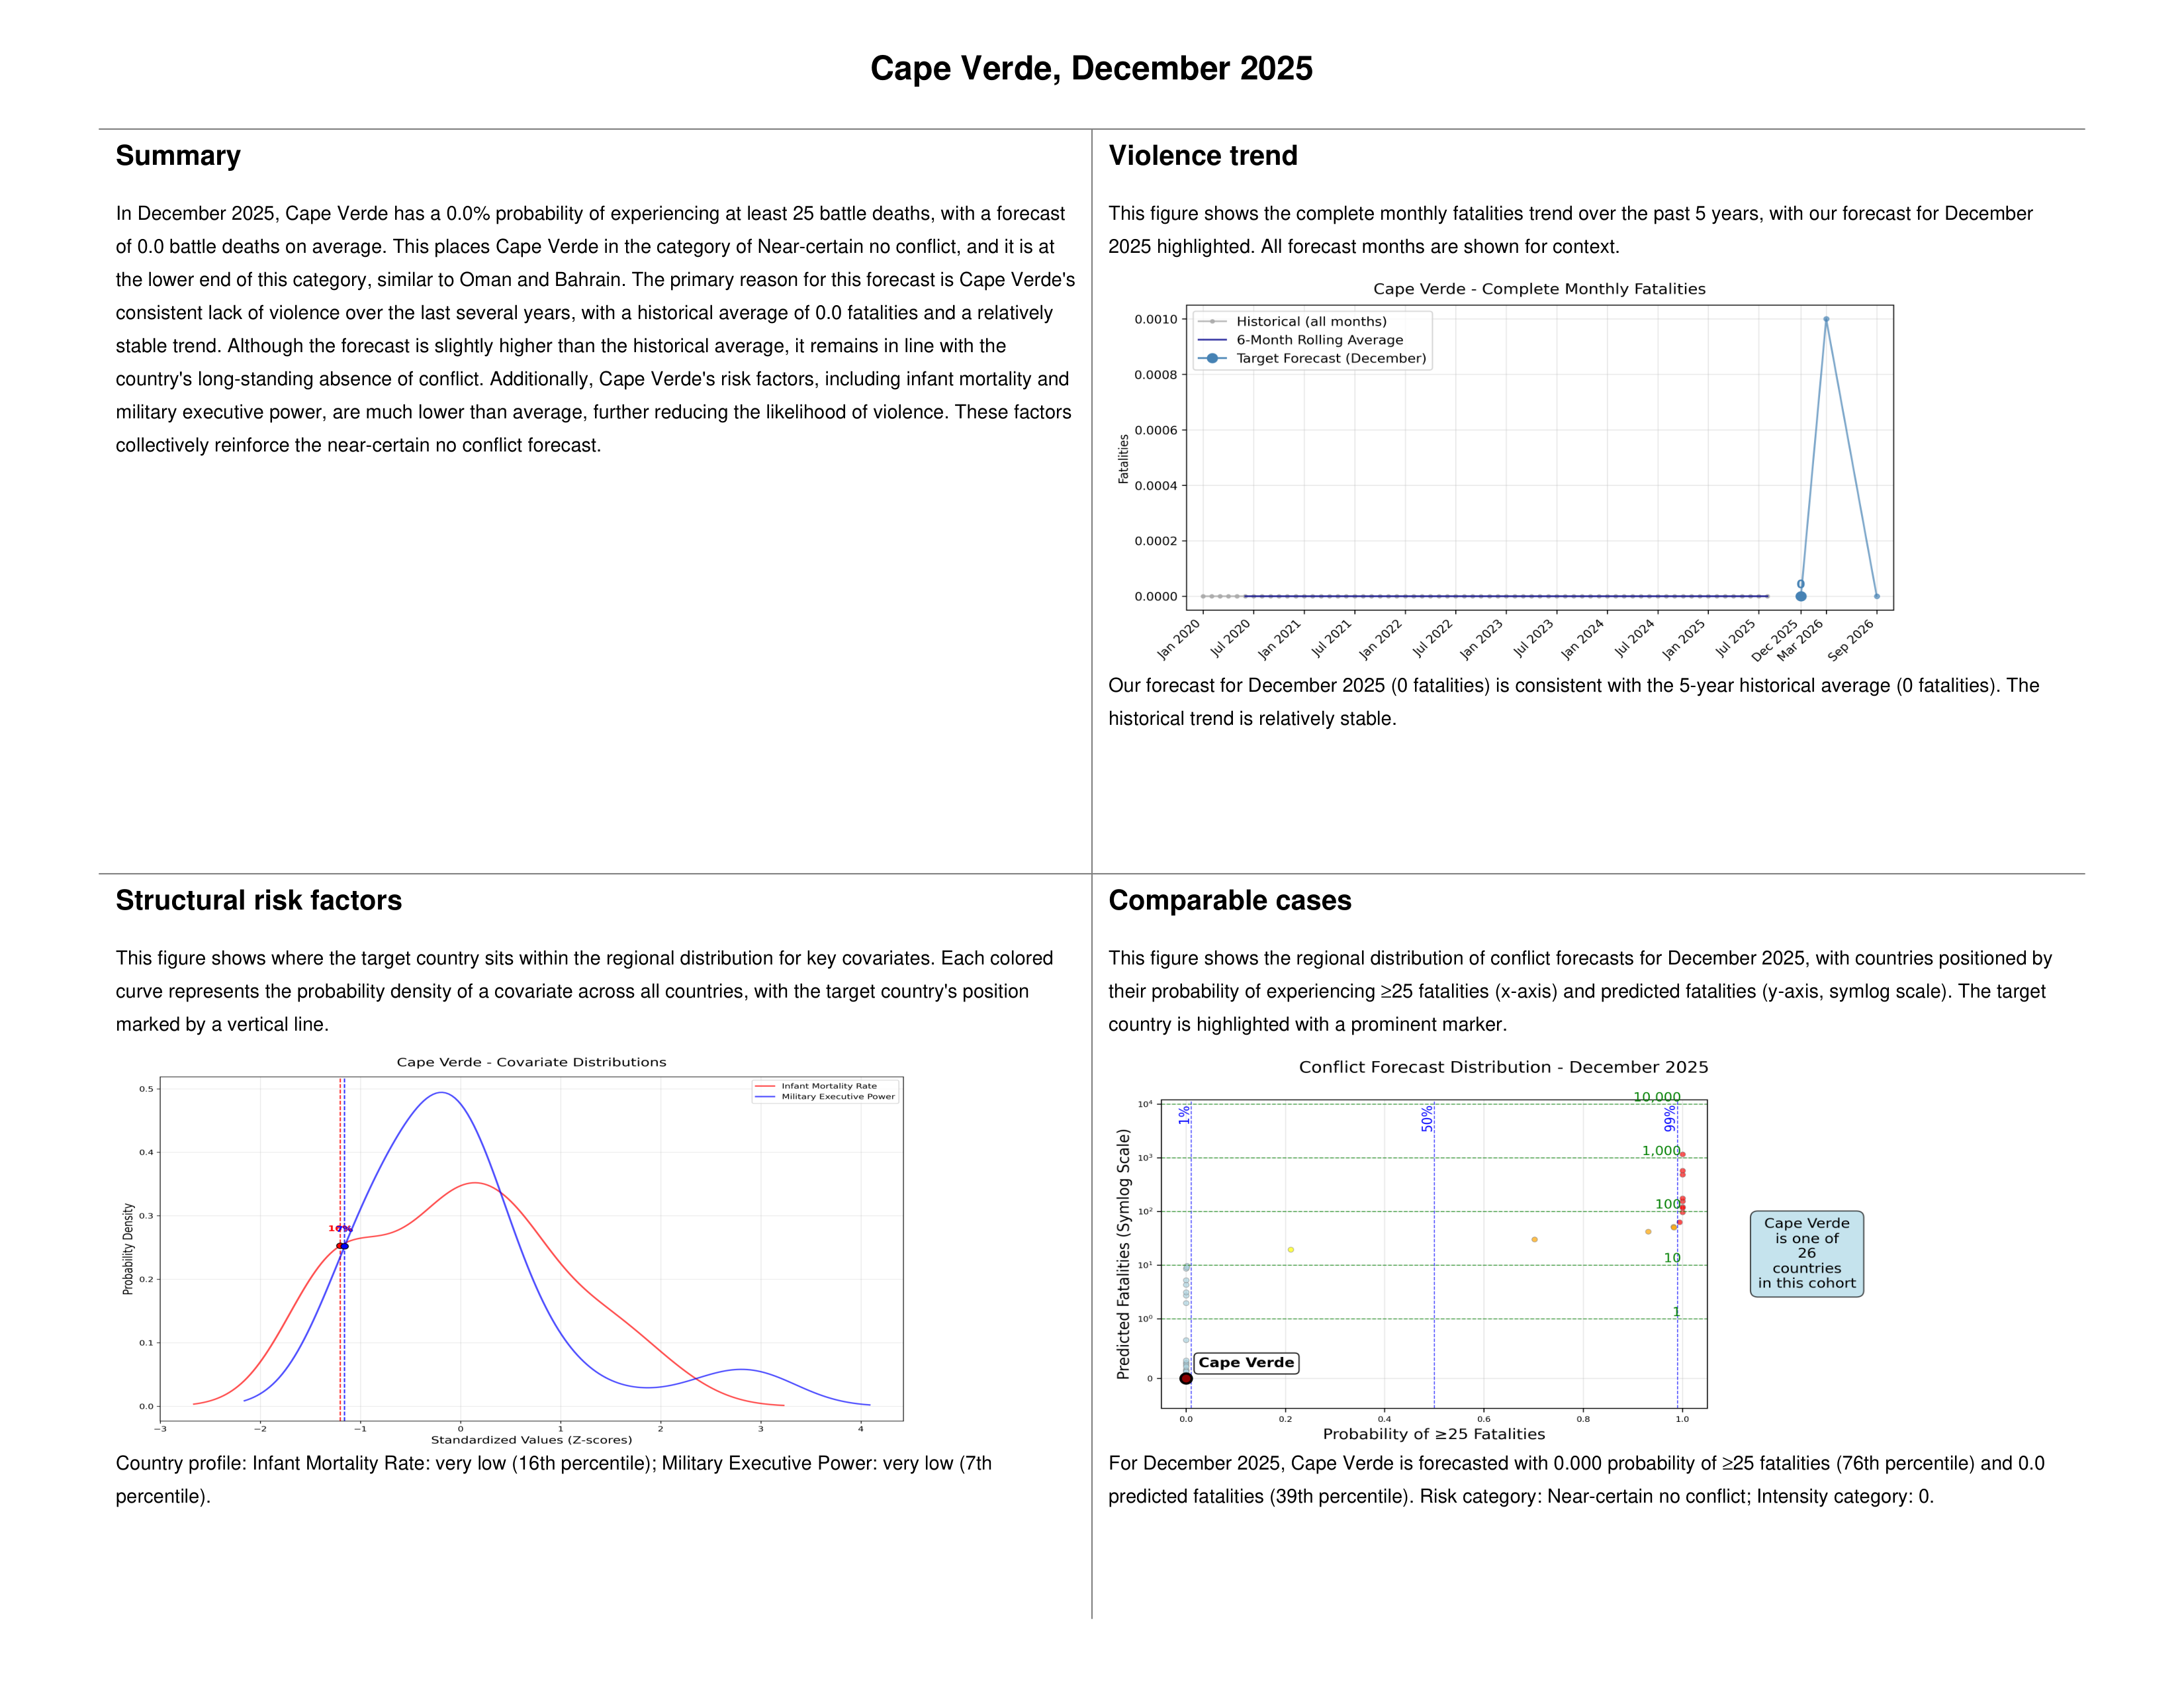 Cape Verde, December 2025
Summary
In December 2025, Cape Verde has a 0.0% probability of experiencing at least 25 battle deaths, with a forecast
of 0.0 battle deaths on average. This places Cape Verde in the category of Near-certain no conflict, and it is at
the lower end of this category, similar to Oman and Bahrain. The primary reason for this forecast is Cape Verde's
consistent lack of violence over the last several years, with a historical average of 0.0 fatalities and a relatively
stable trend. Although the forecast is slightly higher than the historical average, it remains in line with the
country's long-standing absence of conflict. Additionally, Cape Verde's risk factors, including infant mortality and
military executive power, are much lower than average, further reducing the likelihood of violence. These factors
collectively reinforce the near-certain no conflict forecast.
Violence trend
This figure shows the complete monthly fatalities trend over the past 5 years, with our forecast for December
2025 highlighted. All forecast months are shown for context.
Cape Verde - Complete Monthly Fatalities
Historical (all months)
6-Month Rolling Average
Target Forecast (December)
Fatalities
0.0010
0.0008
0.0006
0.0004
0.0002
0.0000
0
Jan 2020
Jul 2020
Jan 2021
Jul 2021
Jan 2022
Jul 2022
Jan 2023
Jul 2023
Jan 2024
Jul 2024
Jan 2025
Jul 2025
Dec 2025
Mar 2026
Sep 2026
Our forecast for December 2025 (0 fatalities) is consistent with the 5-year historical average (0 fatalities). The
historical trend is relatively stable.
Structural risk factors
This figure shows where the target country sits within the regional distribution for key covariates. Each colored
curve represents the probability density of a covariate across all countries, with the target country's position
marked by a vertical line.
Cape Verde - Covariate Distributions
Infant Mortality Rate
Military Executive Power
Probability Density
0.5
0.4
0.3
0.2
0.1
0.0
−3
−2
−1
0
1
2
3
4
Standardized Values (Z-scores)
Country profile: Infant Mortality Rate: very low (16th percentile); Military Executive Power: very low (7th
percentile).
Comparable cases
This figure shows the regional distribution of conflict forecasts for December 2025, with countries positioned by
their probability of experiencing ≥25 fatalities (x-axis) and predicted fatalities (y-axis, symlog scale). The target
country is highlighted with a prominent marker.
Conflict Forecast Distribution - December 2025
Predicted Fatalities (Symlog Scale)
10⁴
10³
10²
10¹
10⁰
0
1%
50%
99%
10,000
1,000
100
10
1
Cape Verde
0.0
0.2
0.4
0.6
0.8
1.0
Probability of ≥25 Fatalities
Cape Verde
is one of
26
countries
in this cohort
For December 2025, Cape Verde is forecasted with 0.000 probability of ≥25 fatalities (76th percentile) and 0.0
predicted fatalities (39th percentile). Risk category: Near-certain no conflict; Intensity category: 0.